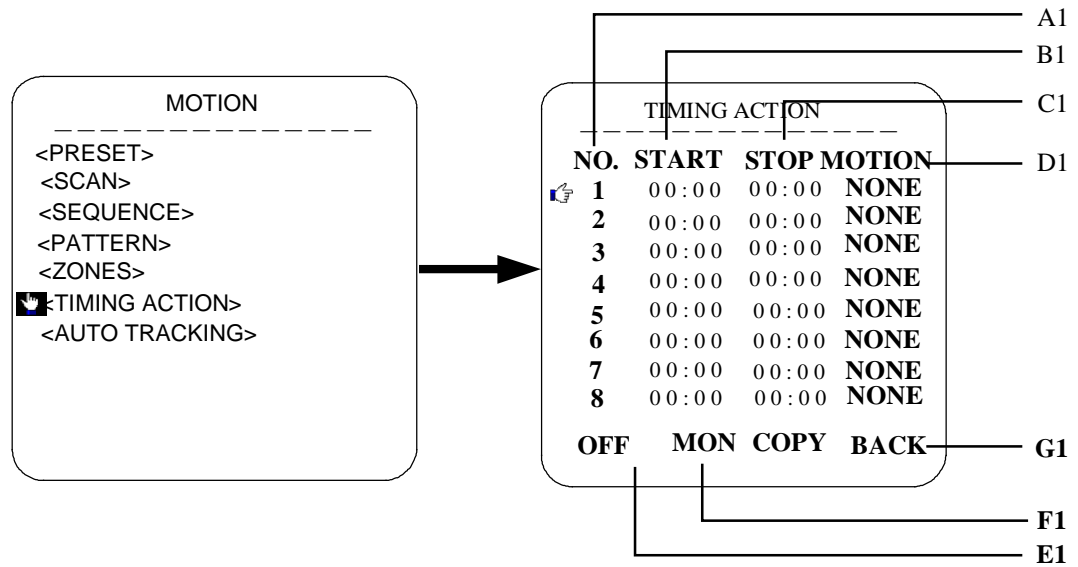 A1
B1
C1
D1
MOTION
<PRESET>
<SCAN>
<SEQUENCE>
<PATTERN>
<ZONES>
<TIMING ACTION>
<AUTO TRACKING>
TIMING ACTION
NO. START STOP MOTION
1 00:00 00:00 NONE
2 00:00 00:00 NONE
3 00:00 00:00 NONE
4 00:00 00:00 NONE
5 00:00 00:00 NONE
6 00:00 00:00 NONE
7 00:00 00:00 NONE
8 00:00 00:00 NONE
OFF MON COPY BACK
G1
F1
E1